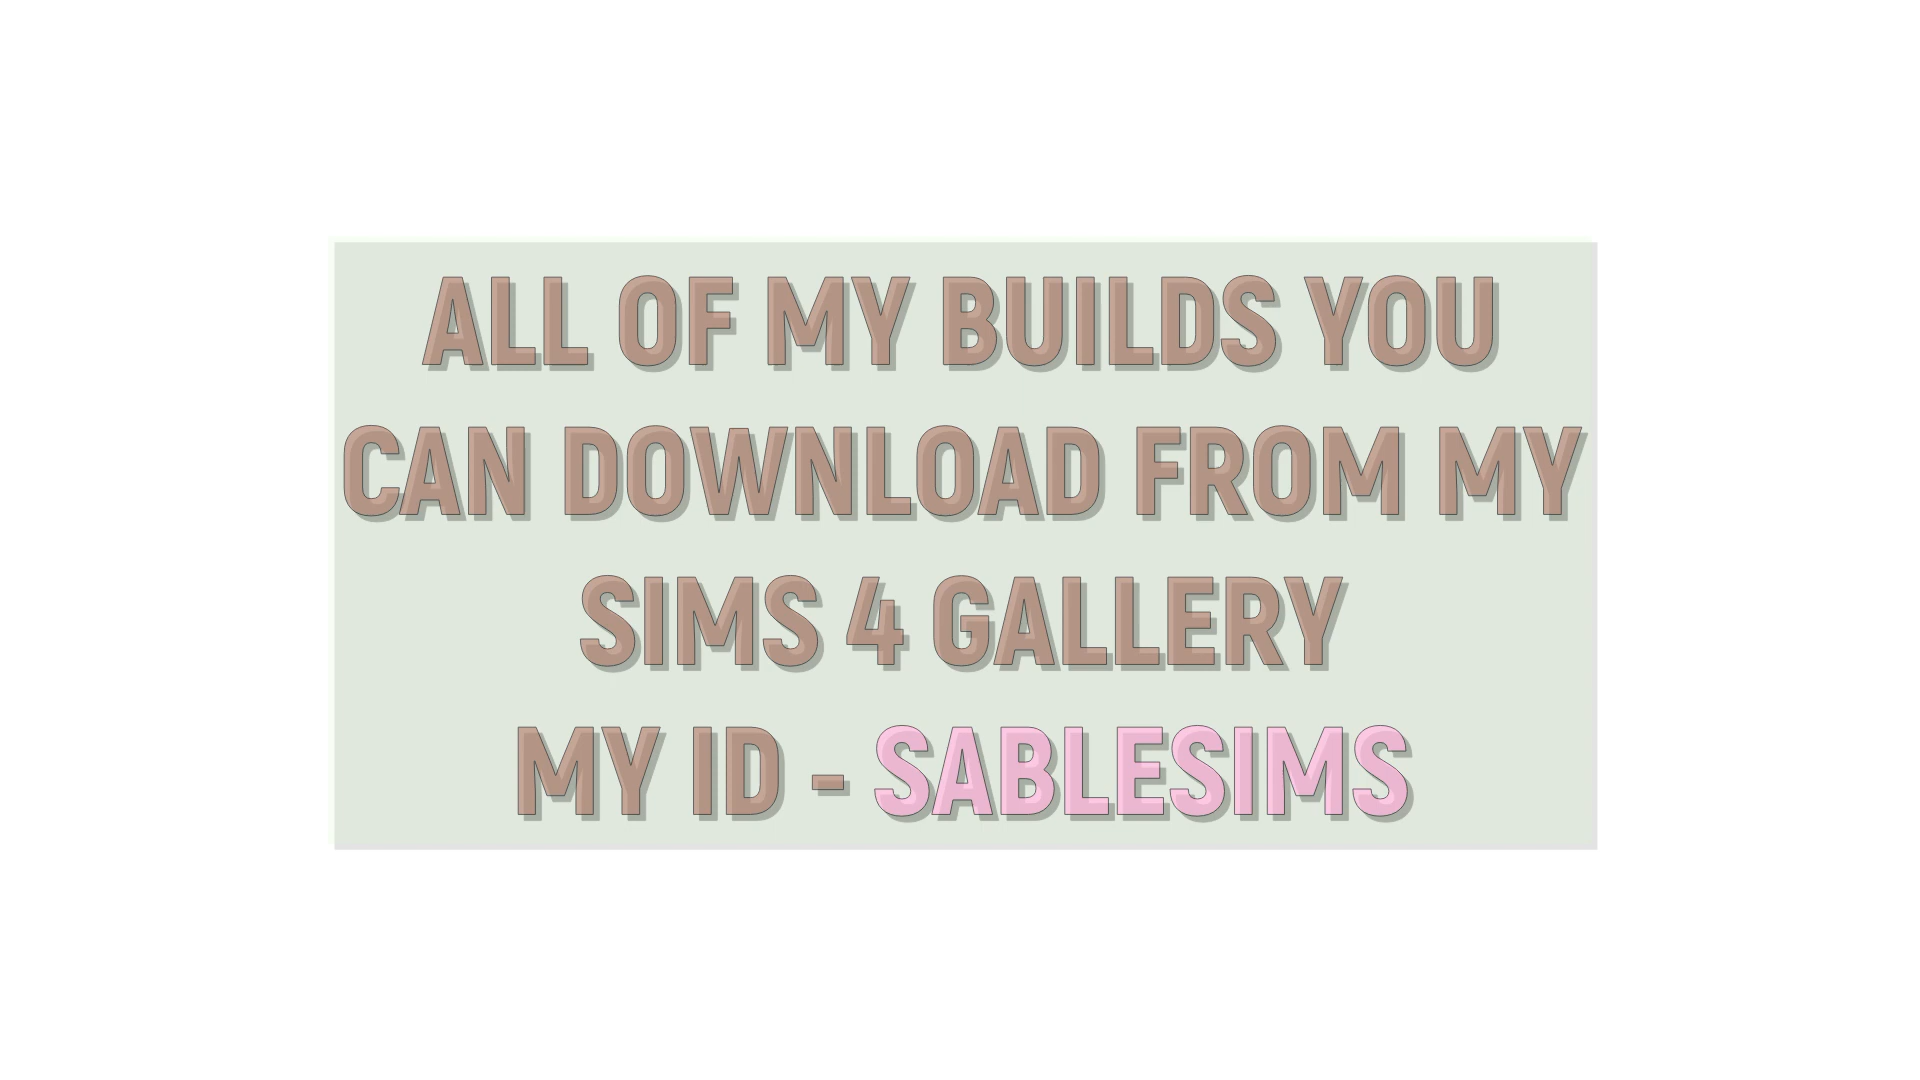 ALL OF MY BUILDS YOU
CAN DOWNLOAD FROM MY
SIMS 4 GALLERY
MY ID - SABLESIMS